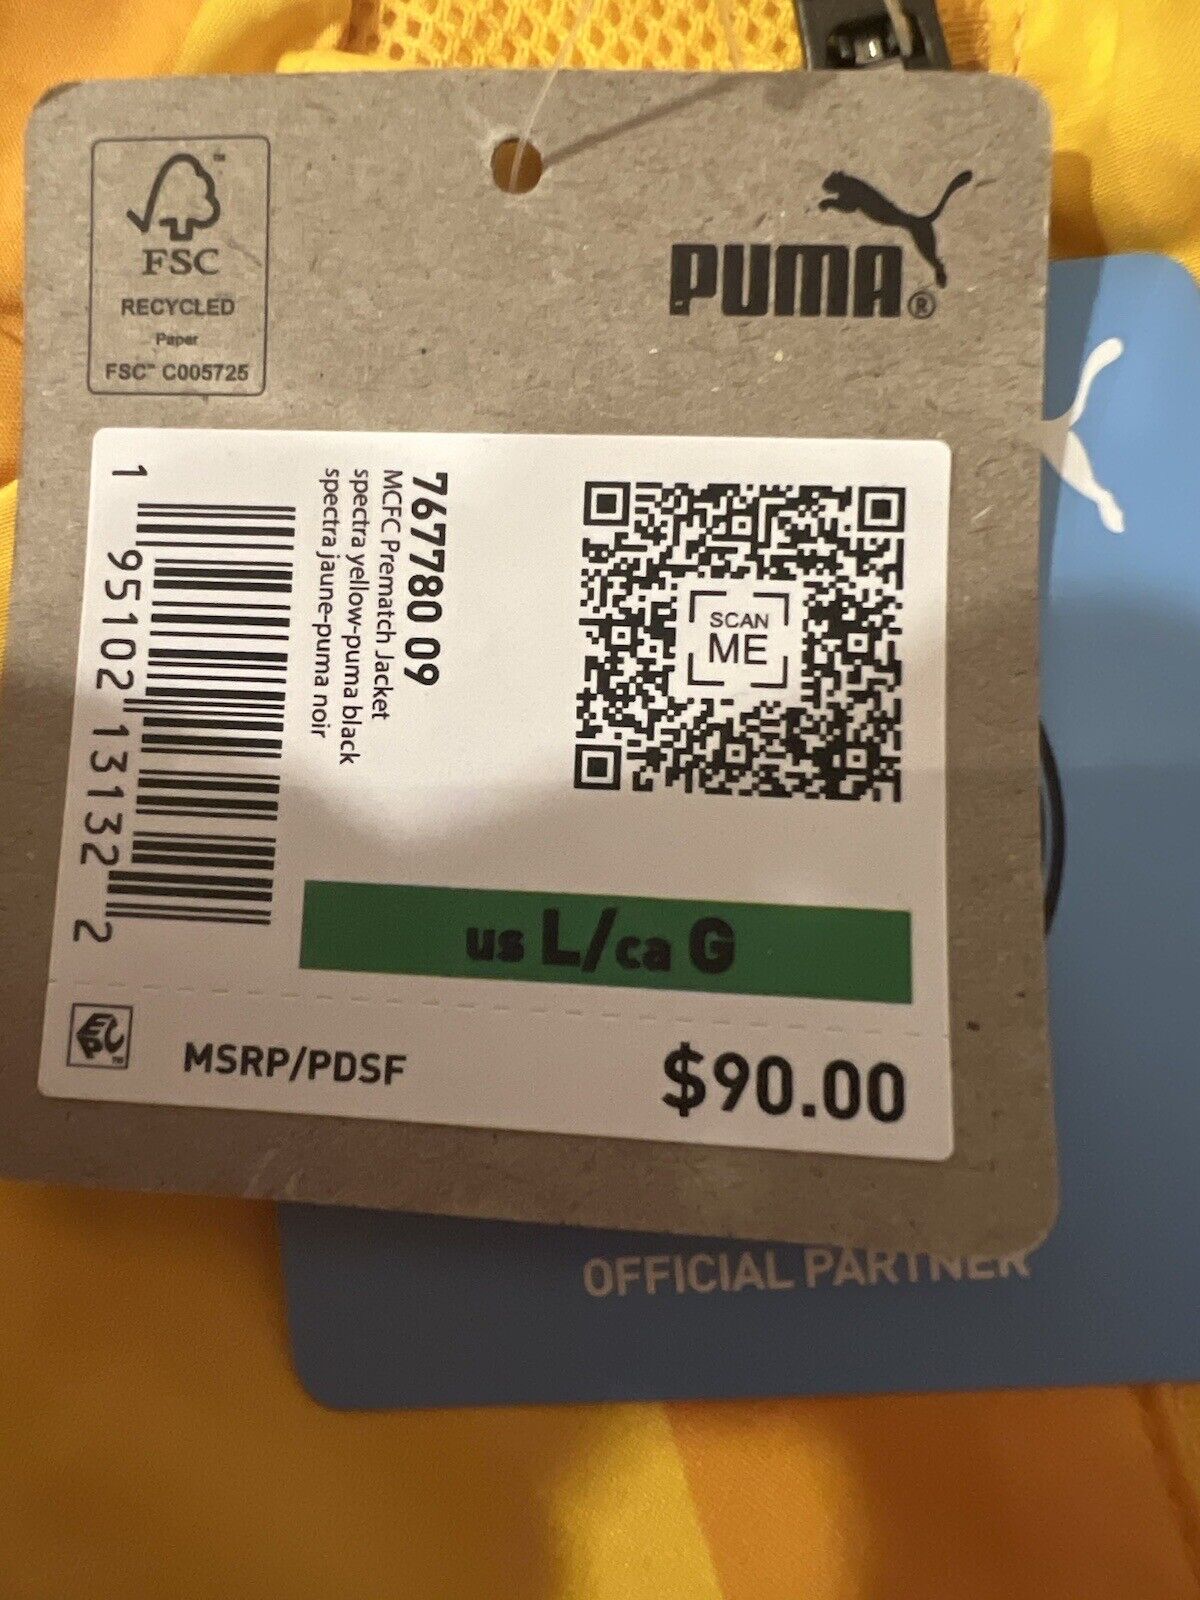 FSC
RECYCLED
Paper
FSC™ C005725
PUMA®
767780 09
MCFC Prematch Jacket
spectra yellow-puma black
spectra jaune-puma noir
1 95102 13132 2
SCAN
ME
us L/ca G
EPC™
MSRP/PDSF
$90.00
OFFICIAL PARTNER